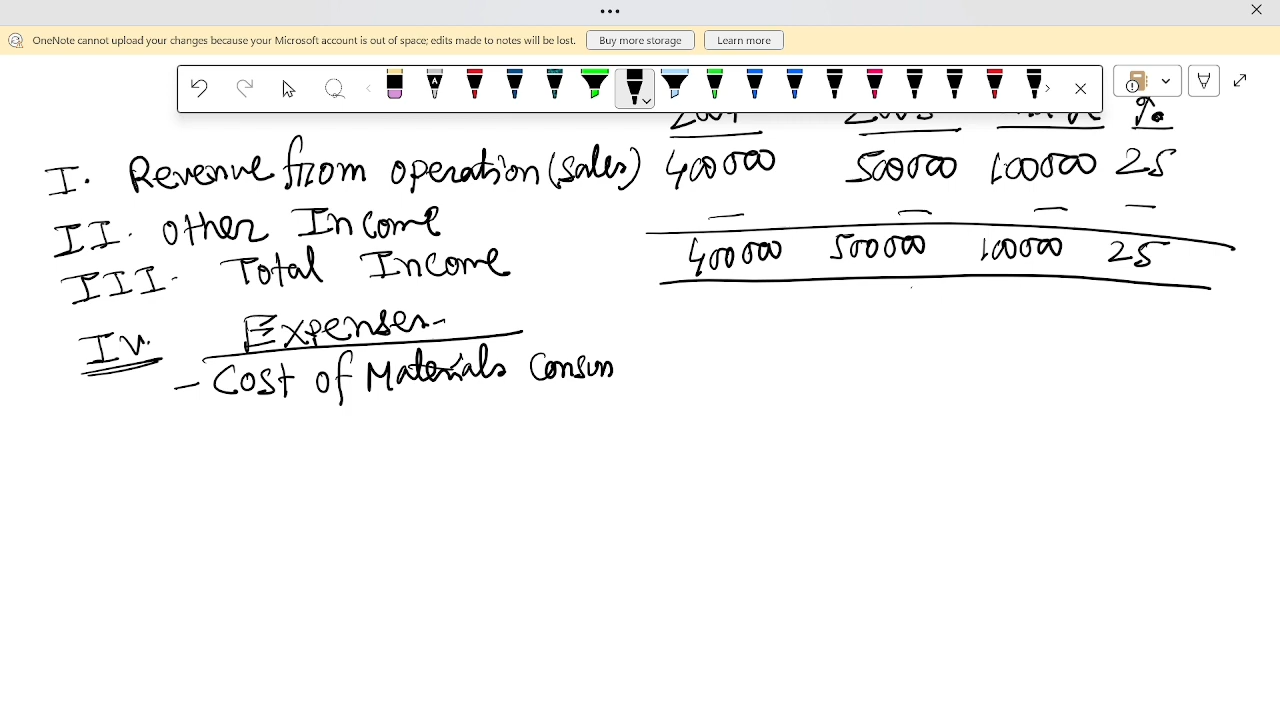 OneNote cannot upload your changes because your Microsoft account is out of space; edits made to notes will be lost. Buy more storage Learn more
%
I. Revenue from operation (sales) 400000 500000 100000 25
II. Other Income — — — —
III. Total Income 400000 500000 100000 25
IV. Expenses-
- Cost of Materials Consum